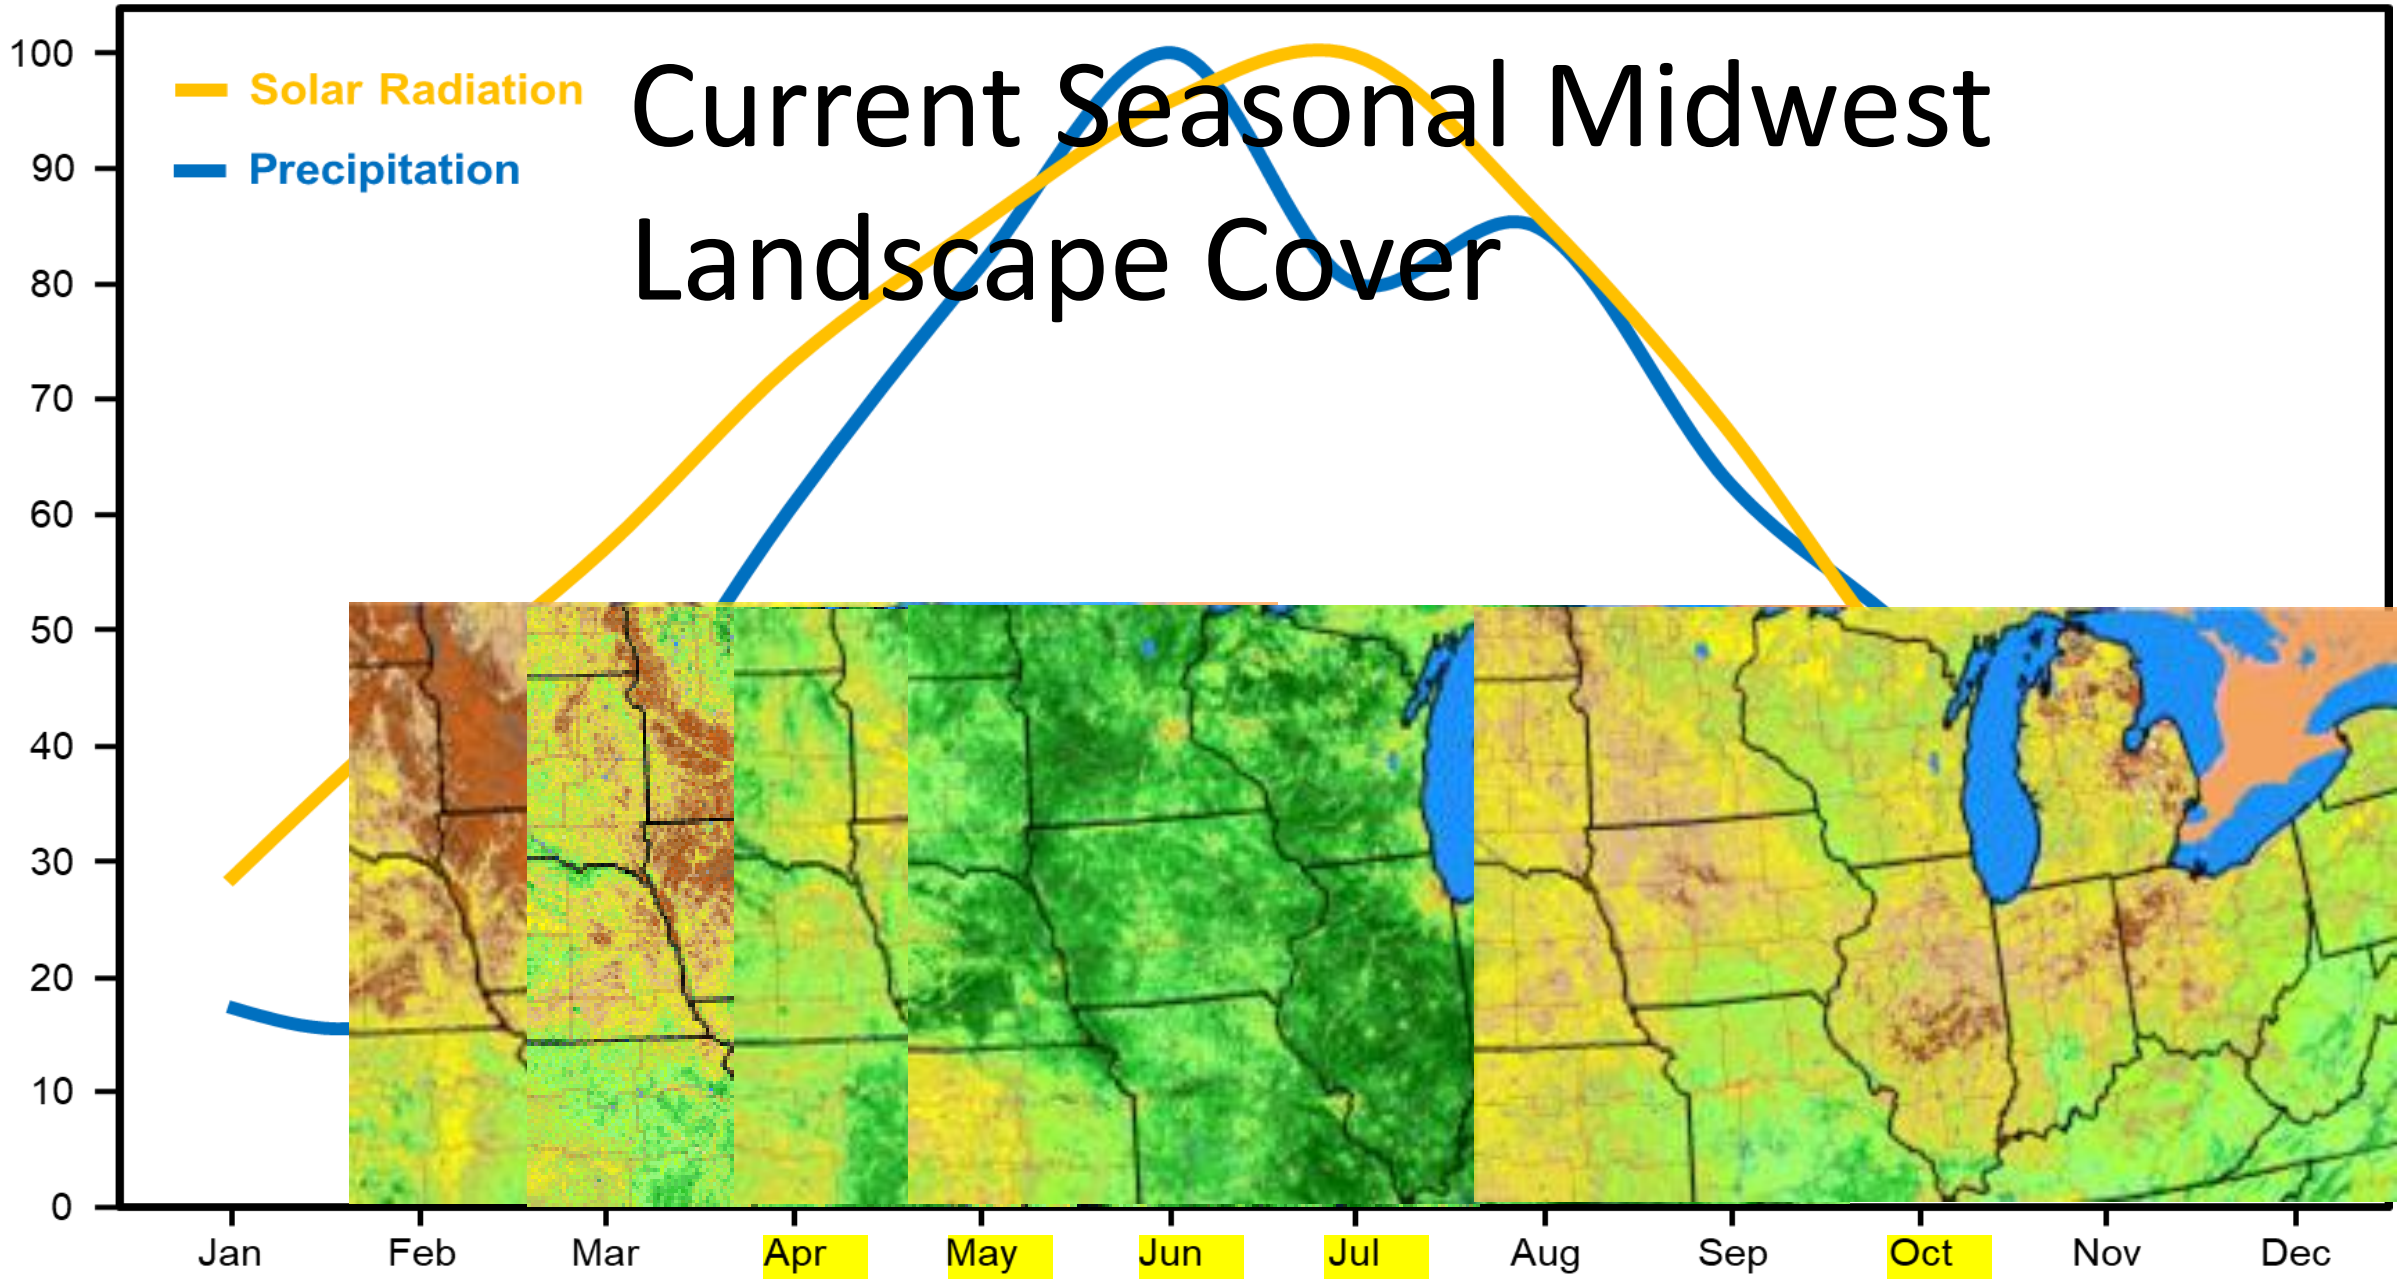 Current Seasonal Midwest
Landscape Cover
Solar Radiation
Precipitation
100
90
80
70
60
50
40
30
20
10
0
Jan Feb Mar Apr May Jun Jul Aug Sep Oct Nov Dec